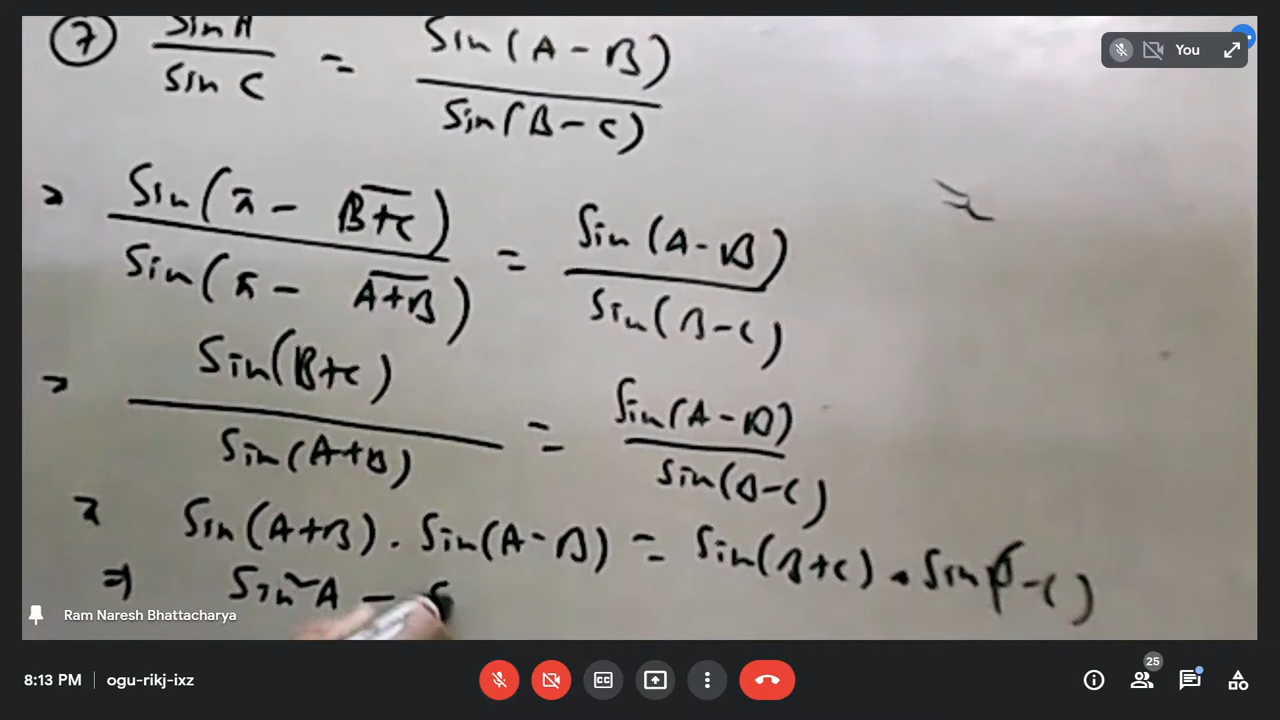 You
⑦ Sin A / Sin C = Sin (A - B) / Sin (B - C)
⇒ Sin (π - B+C) / Sin (π - A+B) = Sin (A - B) / Sin (B - C)
⇒ Sin (B+C) / Sin (A+B) = Sin (A - B) / Sin (B - C)
⇒ Sin (A+B) . Sin (A - B) = Sin (B+C) . Sin (B - C)
⇒ Sin²A - S
Ram Naresh Bhattacharya
25
8:13 PM | ogu-rikj-ixz
CC